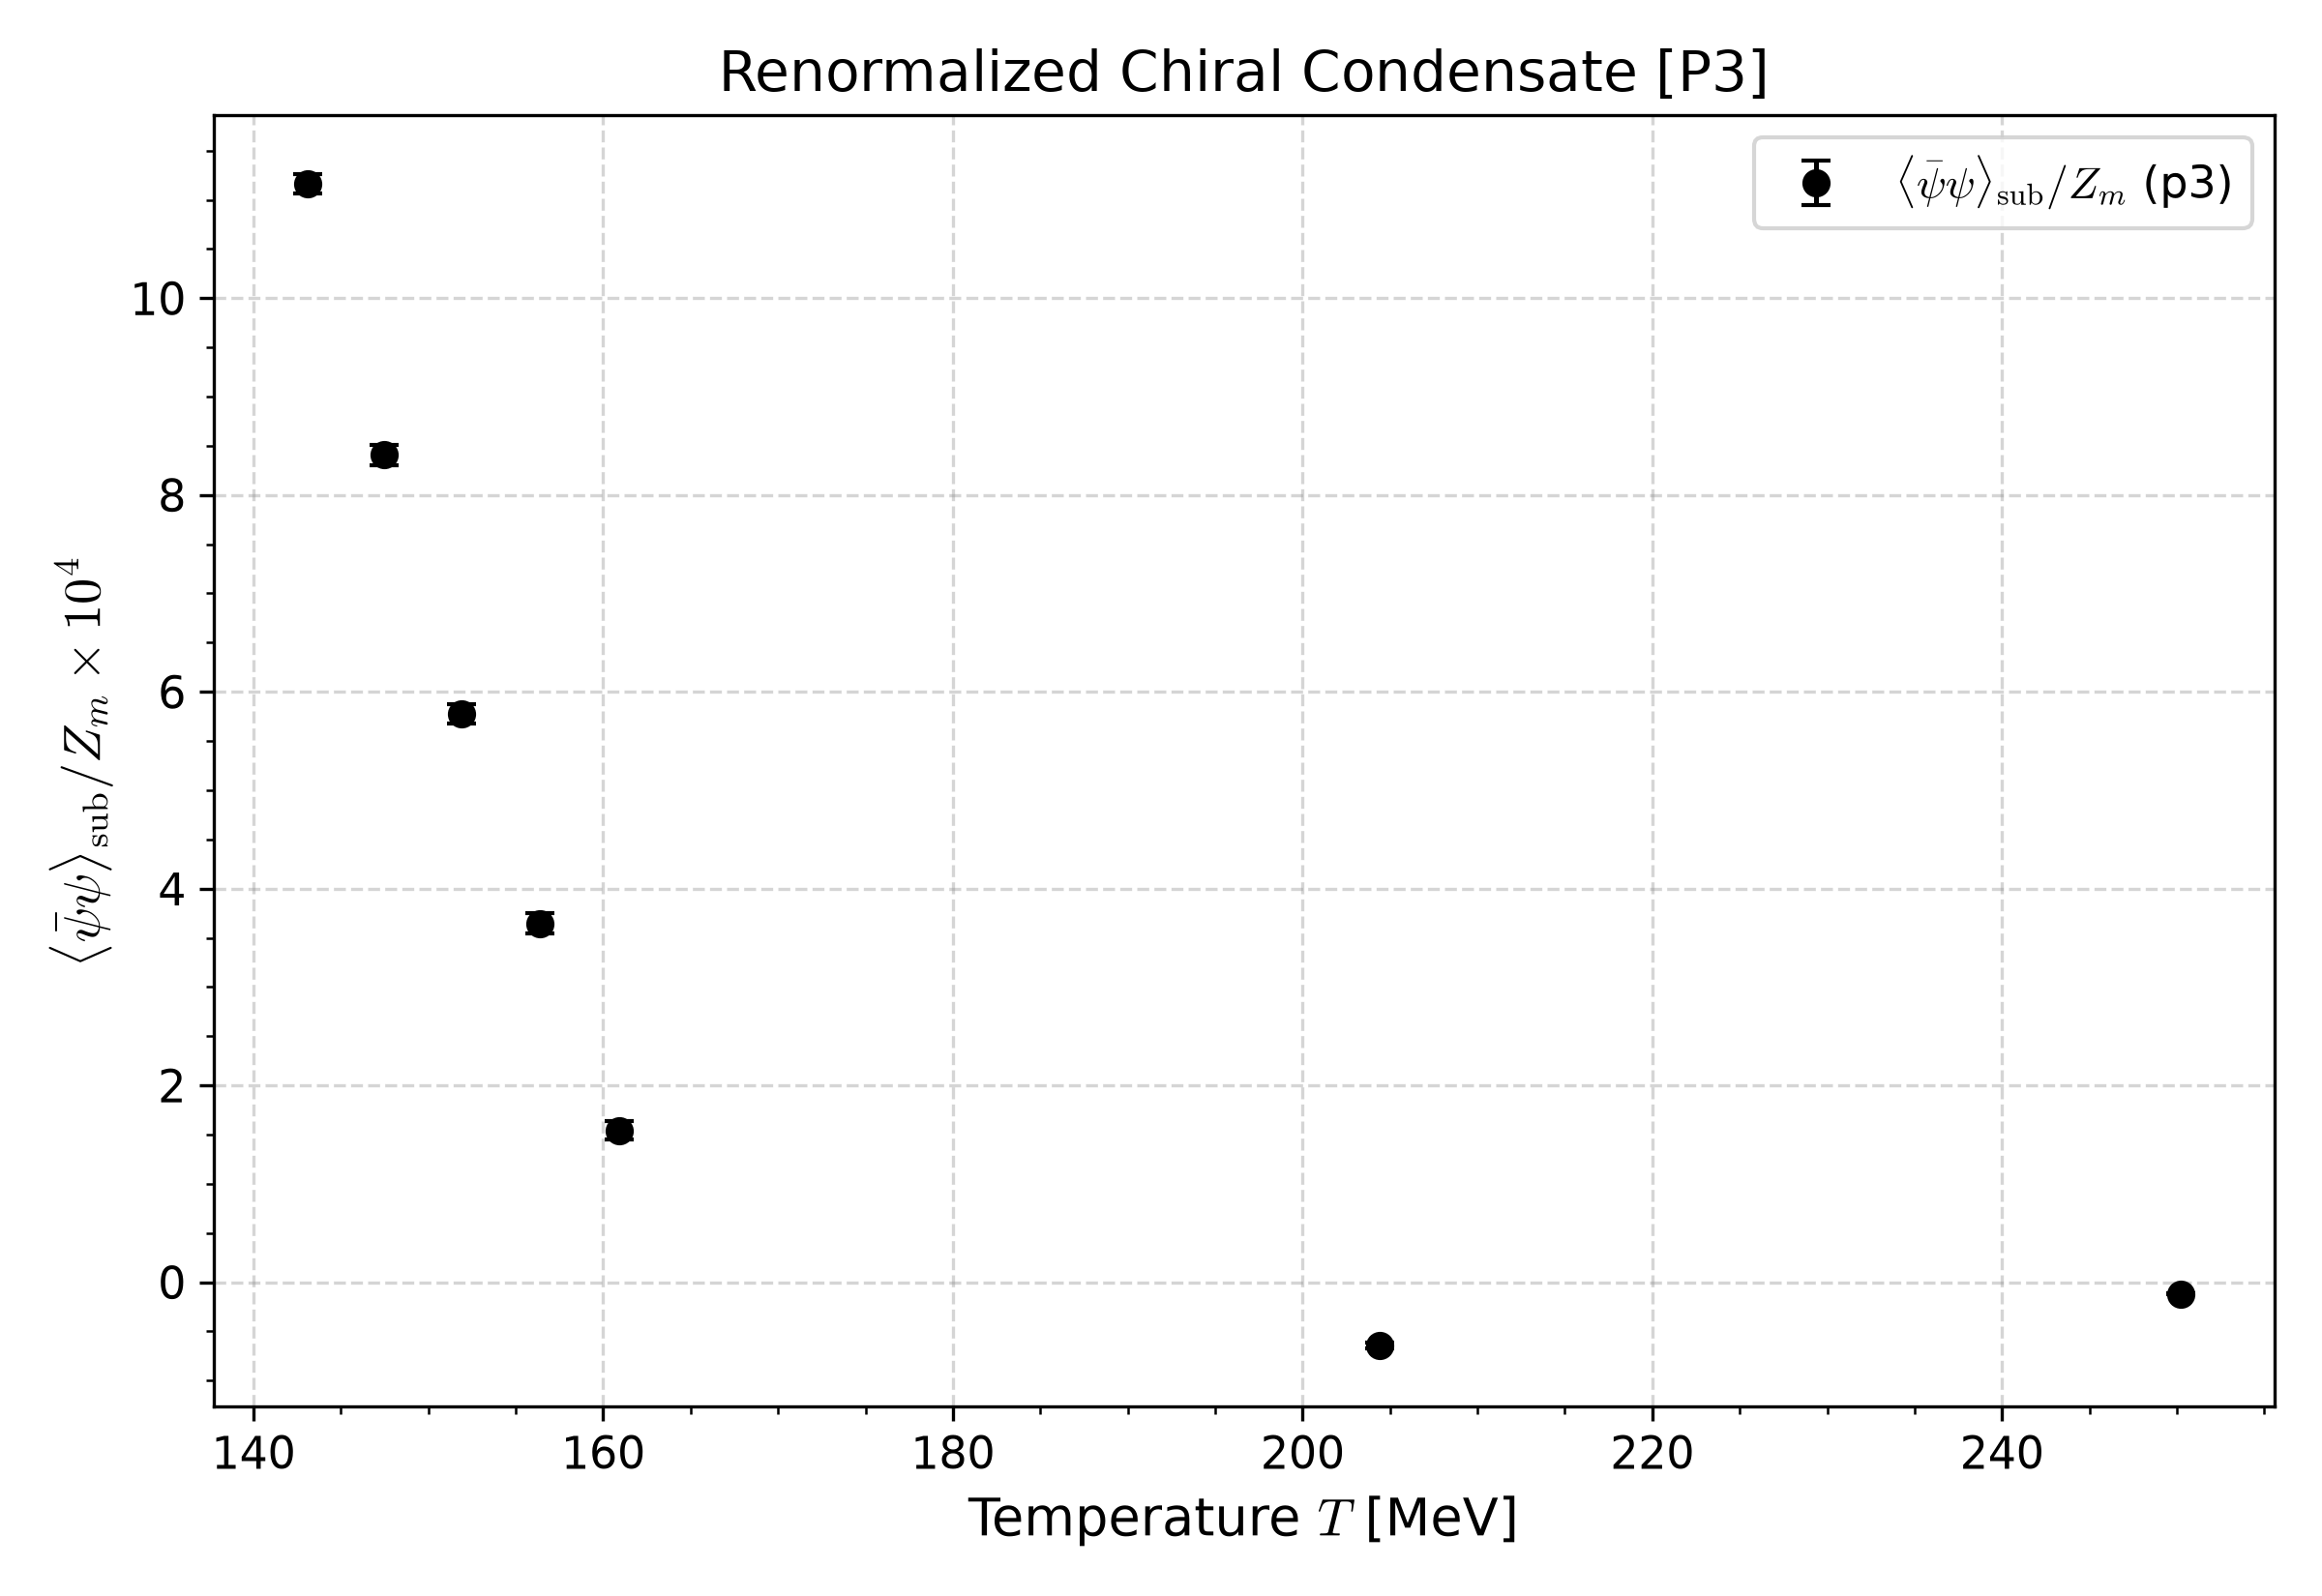 Renormalized Chiral Condensate [P3]
⟨ψ̄ψ⟩sub/Zm (p3)
⟨ψ̄ψ⟩sub/Zm × 10⁴
10
8
6
4
2
0
140 160 180 200 220 240
Temperature T [MeV]